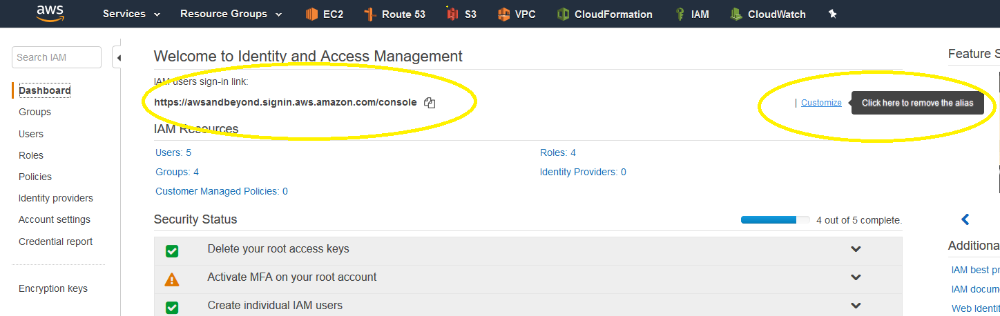 aws Services Resource Groups EC2 Route 53 S3 VPC CloudFormation IAM CloudWatch
Search IAM
Dashboard
Groups
Users
Roles
Policies
Identity providers
Account settings
Credential report
Encryption keys
Welcome to Identity and Access Management
IAM users sign-in link:
https://awsandbeyond.signin.aws.amazon.com/console | Customize Click here to remove the alias
IAM Resources
Users: 5 Roles: 4
Groups: 4 Identity Providers: 0
Customer Managed Policies: 0
Security Status 4 out of 5 complete.
Delete your root access keys
Activate MFA on your root account
Create individual IAM users
Feature S
Additiona
IAM best pr
IAM docum
Web Identi